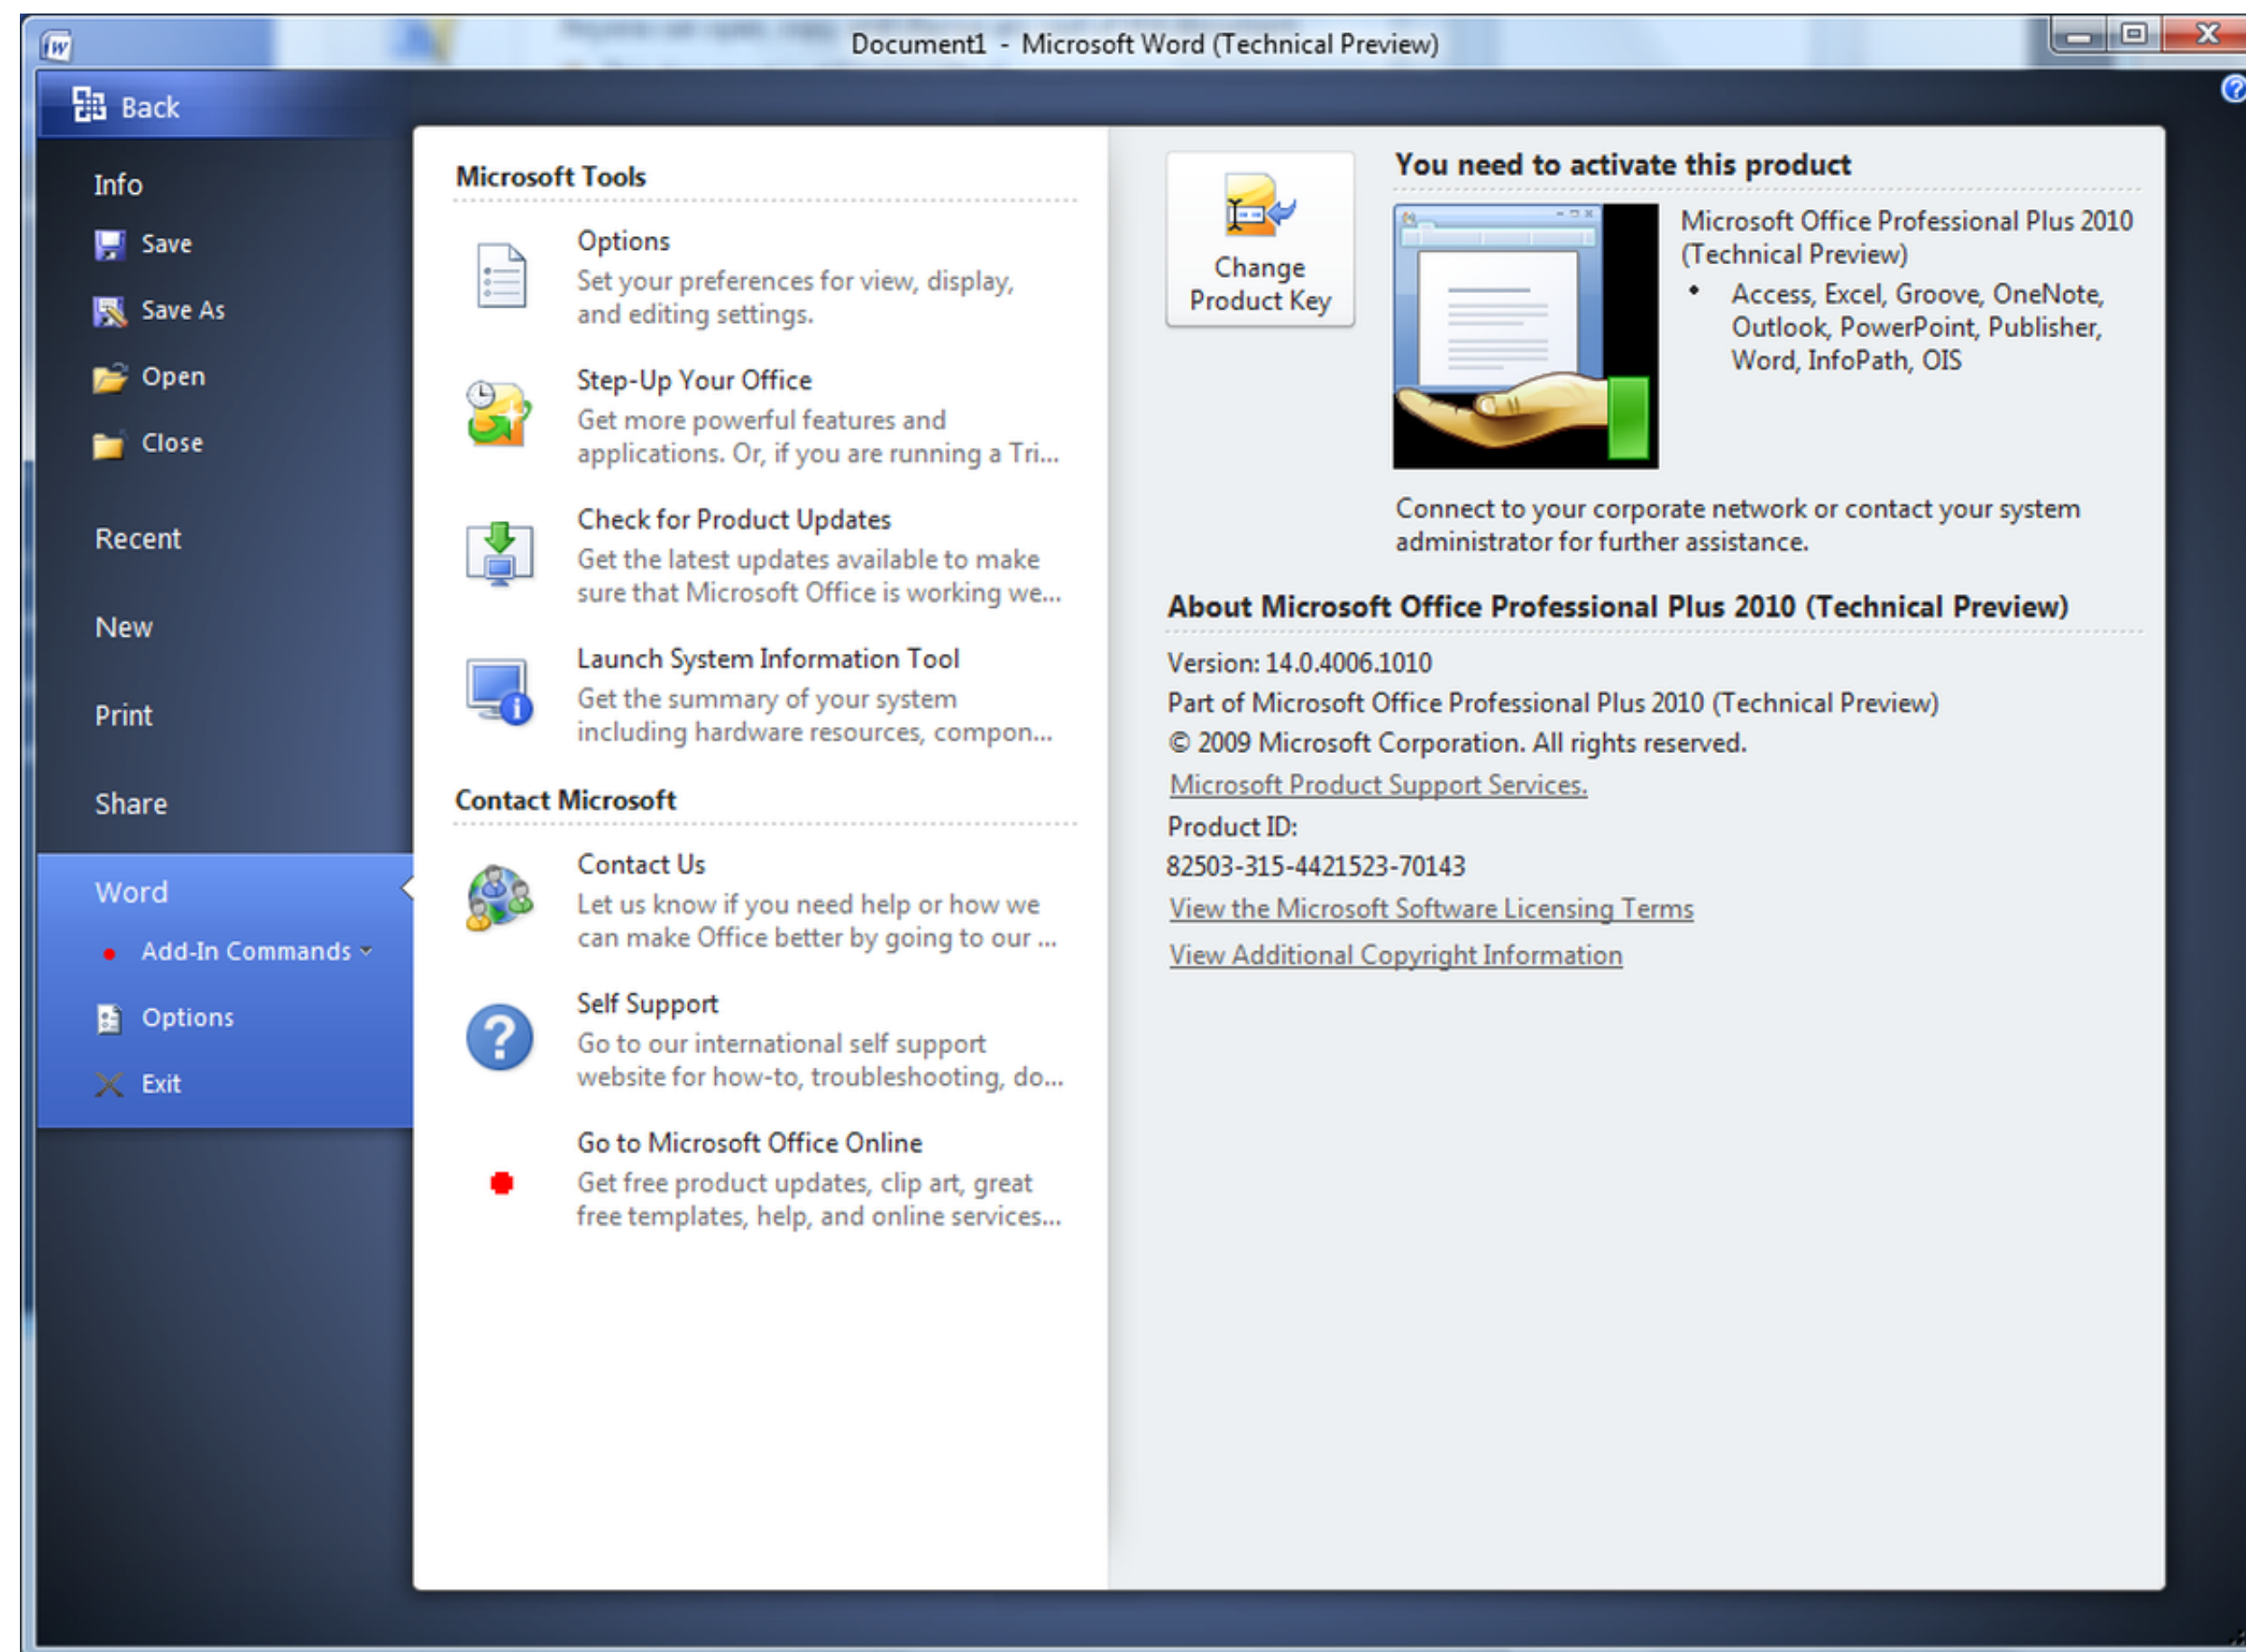 Document1 - Microsoft Word (Technical Preview)
Back
Info
Save
Save As
Open
Close
Recent
New
Print
Share
Word
Add-In Commands
Options
Exit
Microsoft Tools
Options
Set your preferences for view, display,
and editing settings.
Step-Up Your Office
Get more powerful features and
applications. Or, if you are running a Tri...
Check for Product Updates
Get the latest updates available to make
sure that Microsoft Office is working we...
Launch System Information Tool
Get the summary of your system
including hardware resources, compon...
Contact Microsoft
Contact Us
Let us know if you need help or how we
can make Office better by going to our ...
Self Support
Go to our international self support
website for how-to, troubleshooting, do...
Go to Microsoft Office Online
Get free product updates, clip art, great
free templates, help, and online services...
Change
Product Key
You need to activate this product
Microsoft Office Professional Plus 2010
(Technical Preview)
• Access, Excel, Groove, OneNote,
Outlook, PowerPoint, Publisher,
Word, InfoPath, OIS
Connect to your corporate network or contact your system
administrator for further assistance.
About Microsoft Office Professional Plus 2010 (Technical Preview)
Version: 14.0.4006.1010
Part of Microsoft Office Professional Plus 2010 (Technical Preview)
© 2009 Microsoft Corporation. All rights reserved.
Microsoft Product Support Services.
Product ID:
82503-315-4421523-70143
View the Microsoft Software Licensing Terms
View Additional Copyright Information